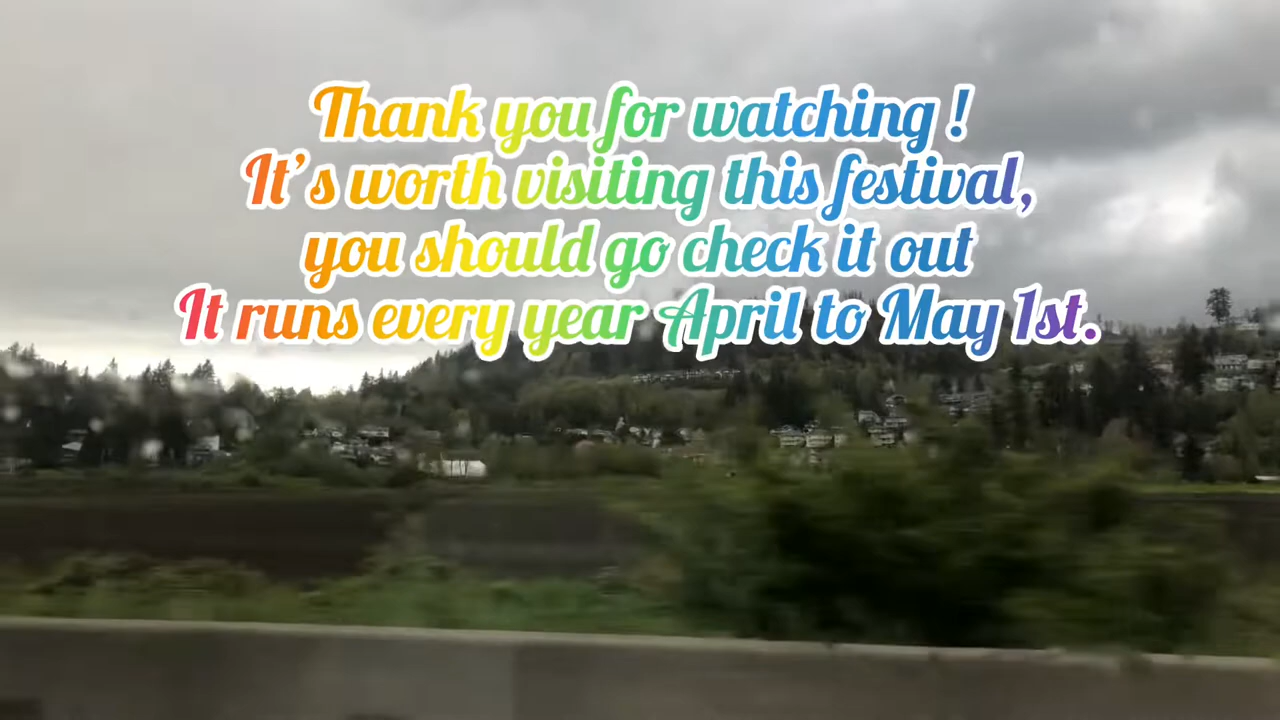 Thank you for watching !
It's worth visiting this festival,
you should go check it out
It runs every year April to May 1st.